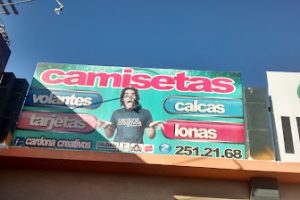 camisetas
volantes
calcas
tarjetas
lonas
cardona creativos
251.21.68